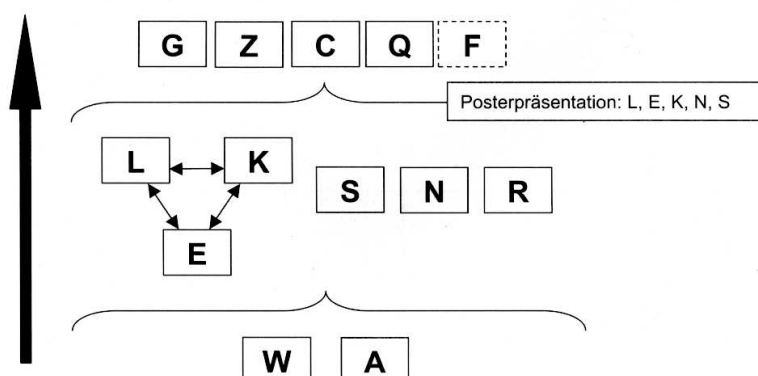 G Z C Q F
Posterpräsentation: L, E, K, N, S
L K
S N R
E
W A